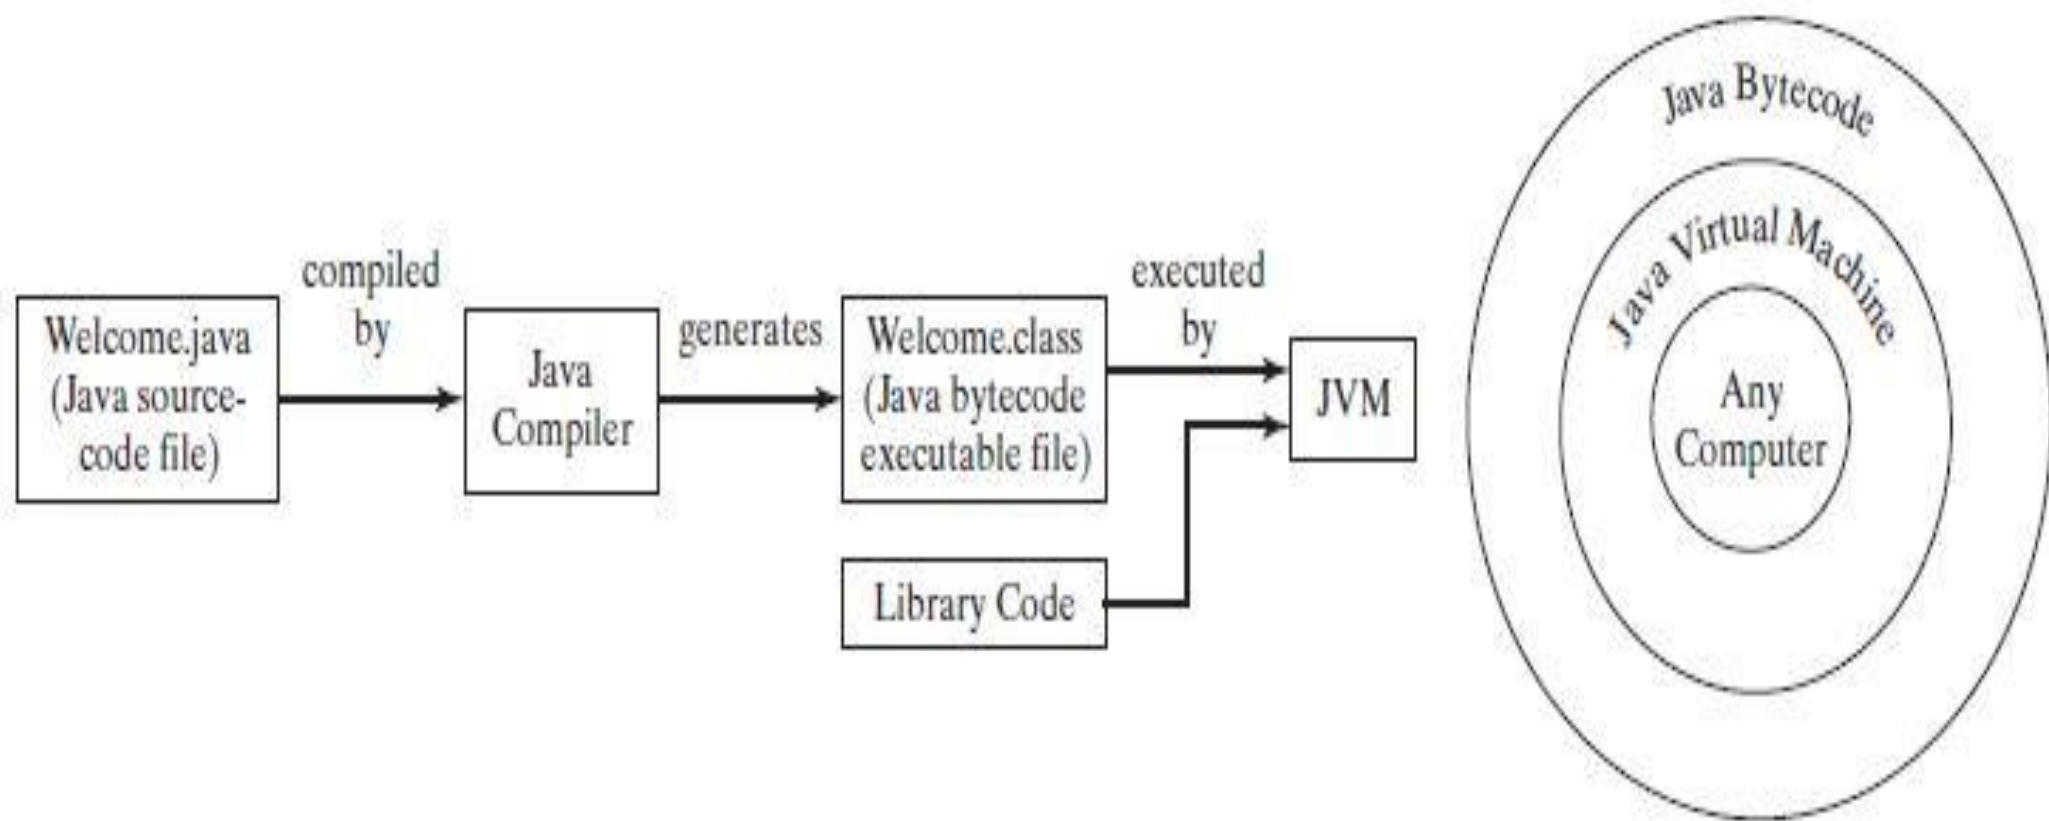 compiled
by
Welcome.java
(Java source-
code file)
Java
Compiler
generates
Welcome.class
(Java bytecode
executable file)
executed
by
JVM
Library Code
Java Bytecode
Java Virtual Machine
Any
Computer